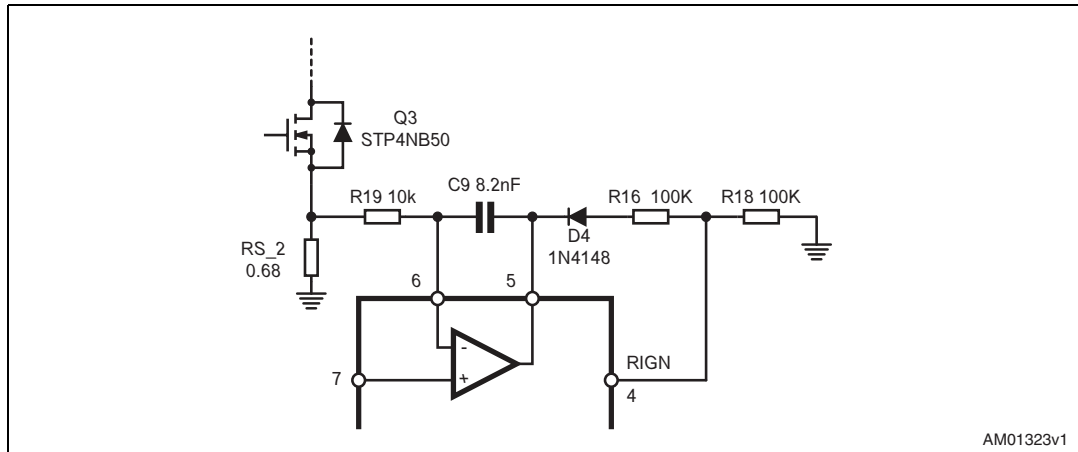 Q3
STP4NB50
R19 10k
C9 8.2nF
R16 100K
R18 100K
D4
1N4148
RS_2
0.68
6
5
-
+
7
RIGN
4
AM01323v1